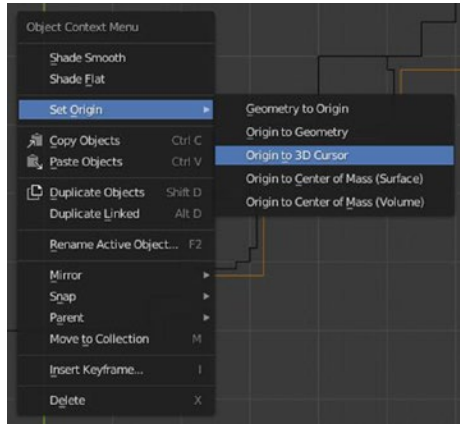 Object Context Menu
Shade Smooth
Shade Flat
Set Origin
Copy Objects Ctrl C
Paste Objects Ctrl V
Duplicate Objects Shift D
Duplicate Linked Alt D
Rename Active Object... F2
Mirror
Snap
Parent
Move to Collection M
Insert Keyframe... I
Delete X
Geometry to Origin
Origin to Geometry
Origin to 3D Cursor
Origin to Center of Mass (Surface)
Origin to Center of Mass (Volume)